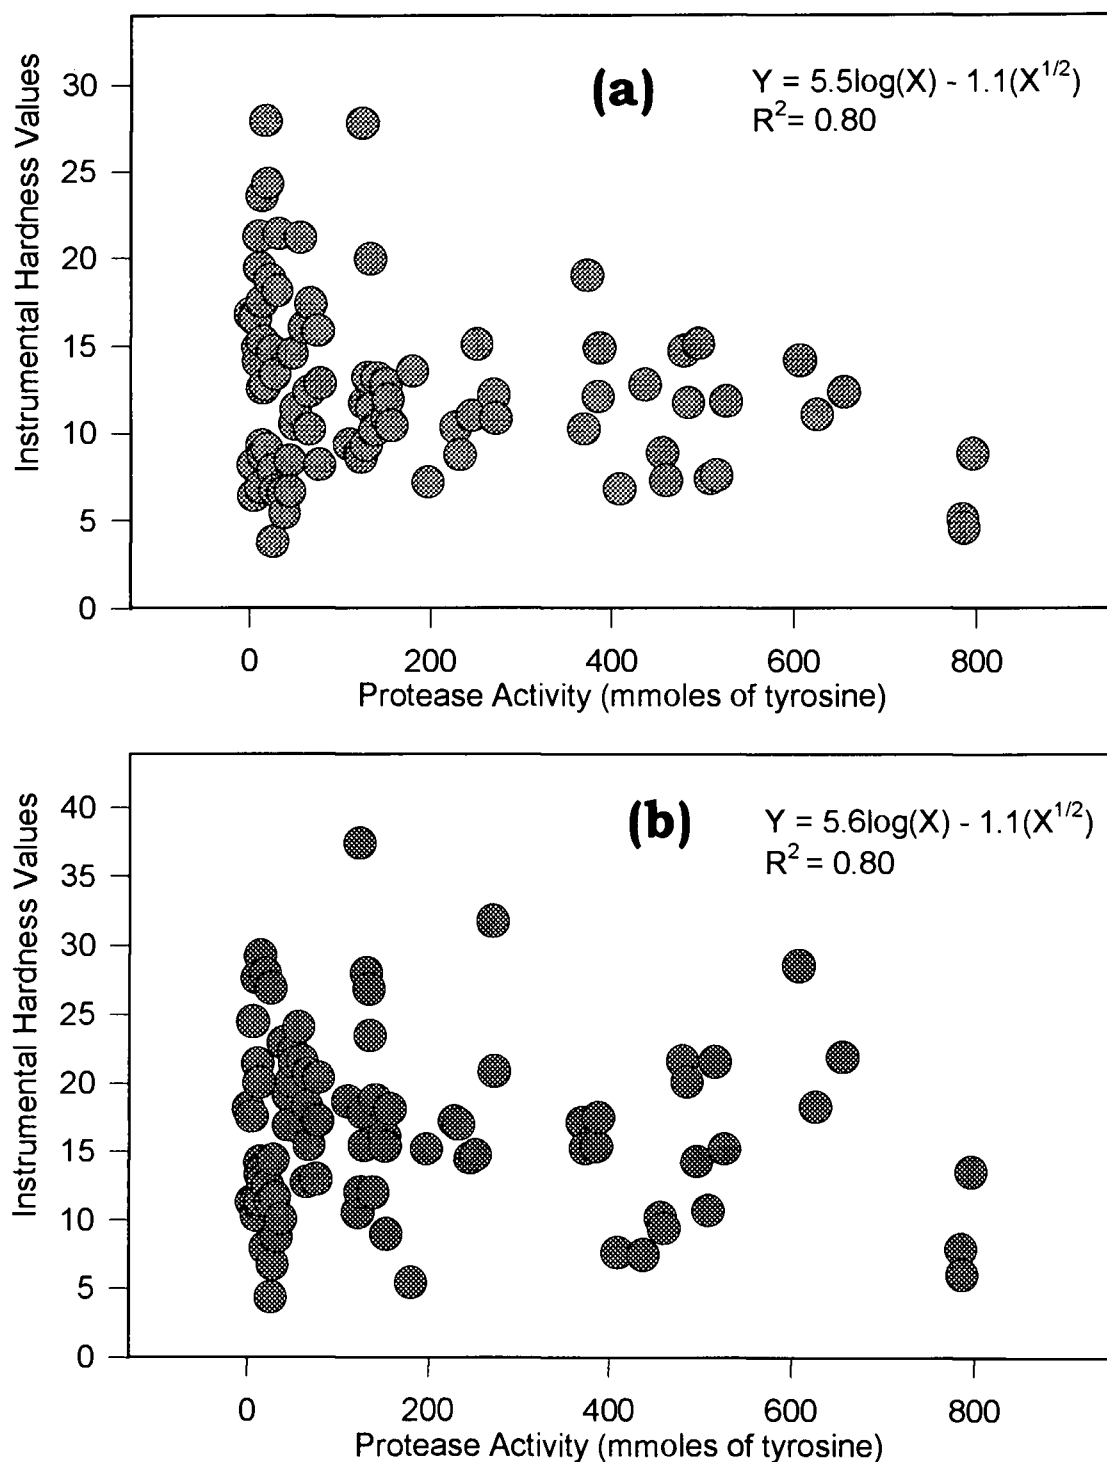 Instrumental Hardness Values
30
25
20
15
10
5
0
(a)
Y = 5.5log(X) - 1.1(X^1/2)
R^2= 0.80
0 200 400 600 800
Protease Activity (mmoles of tyrosine)
Instrumental Hardness Values
40
35
30
25
20
15
10
5
0
(b)
Y = 5.6log(X) - 1.1(X^1/2)
R^2 = 0.80
0 200 400 600 800
Protease Activity (mmoles of tyrosine)